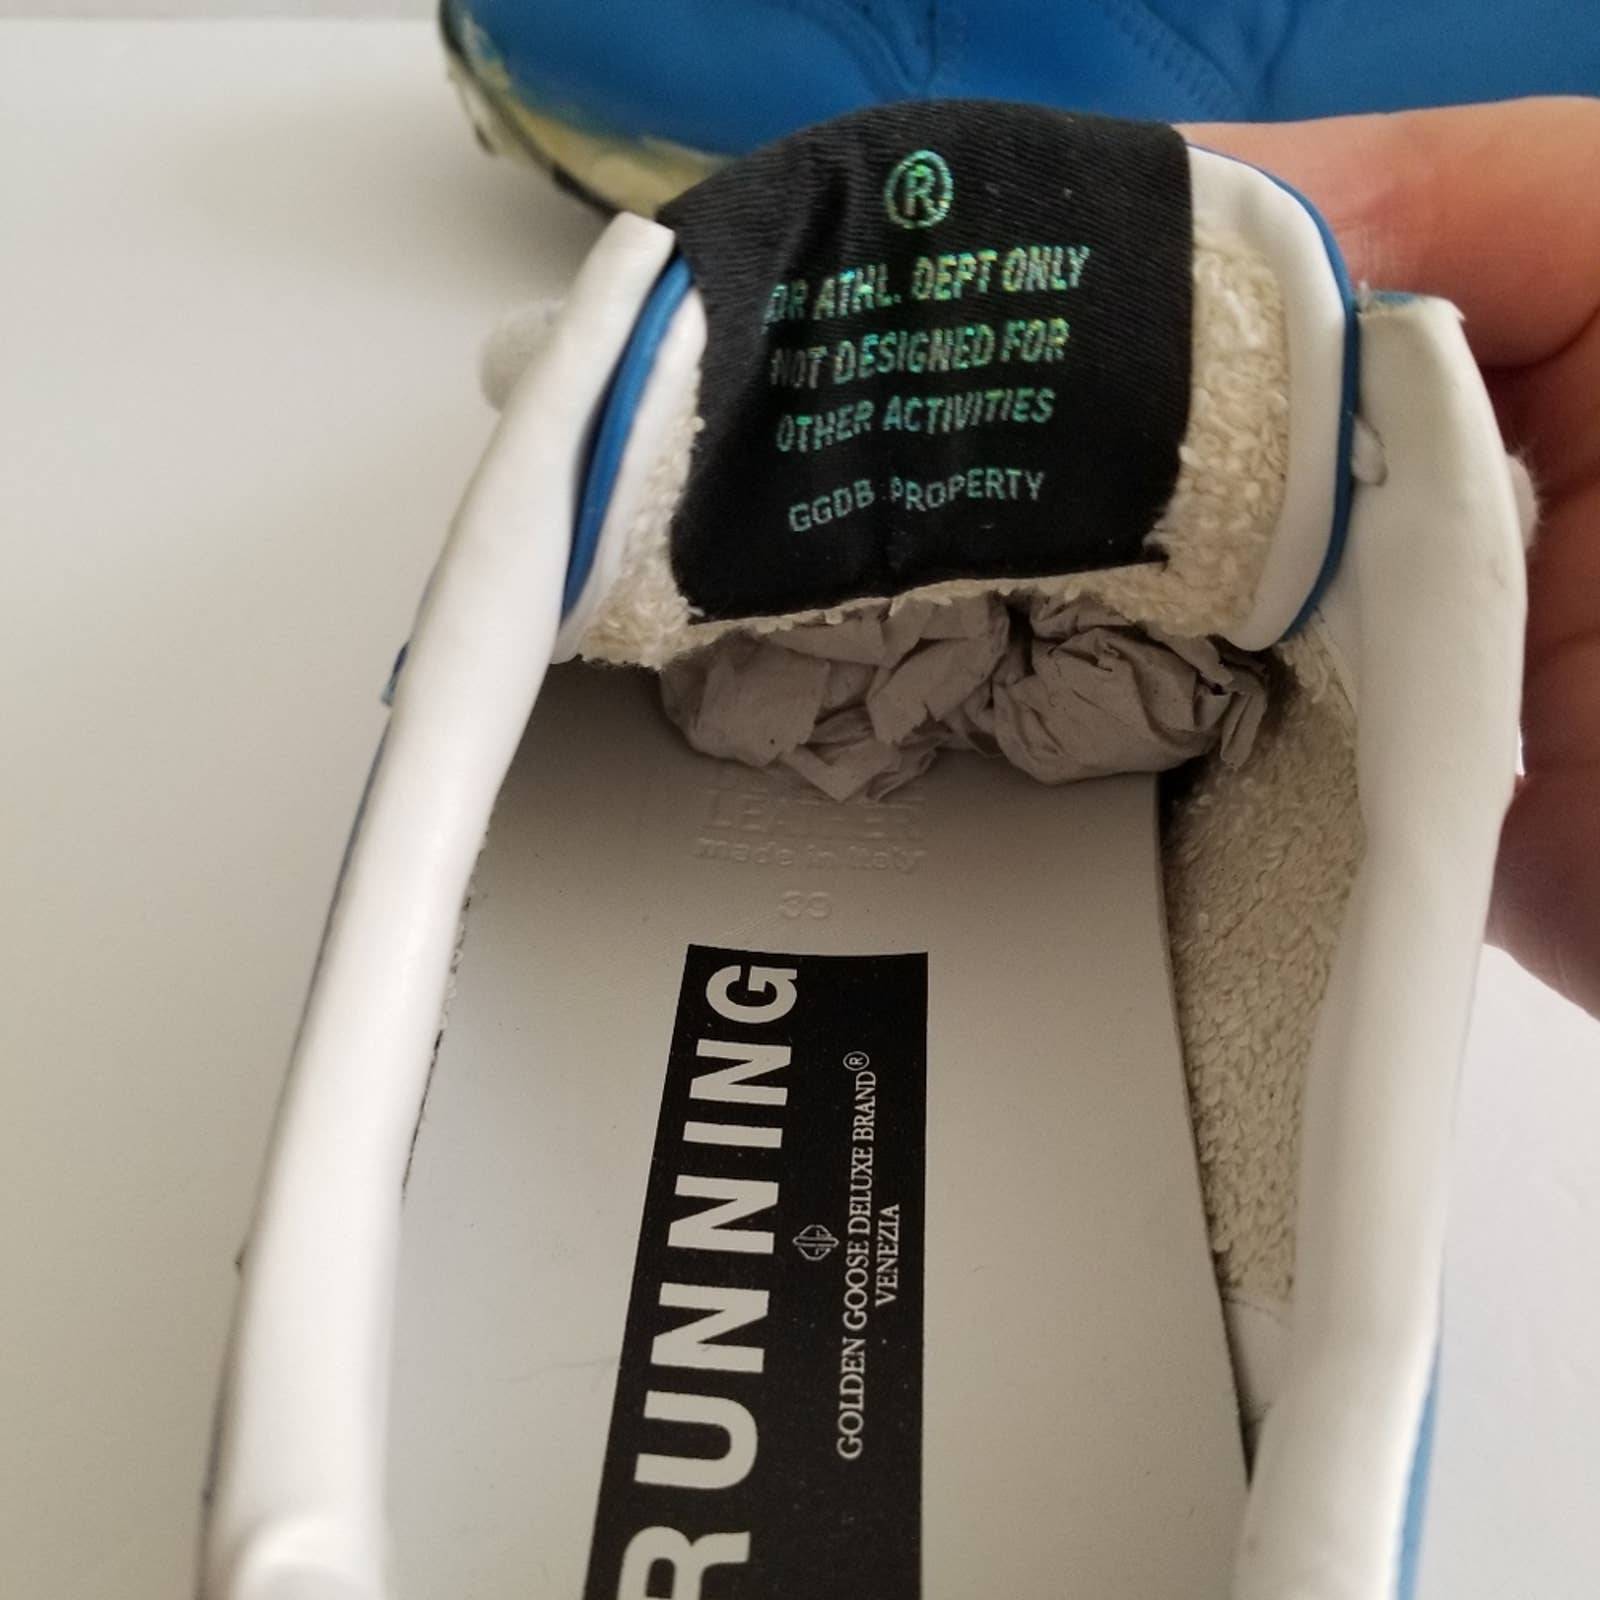 ®
OR ATHL. DEPT ONLY
NOT DESIGNED FOR
OTHER ACTIVITIES
GGDB PROPERTY
LEATHER
made in Italy
39
RUNNING
GOLDEN GOOSE DELUXE BRAND®
VENEZIA